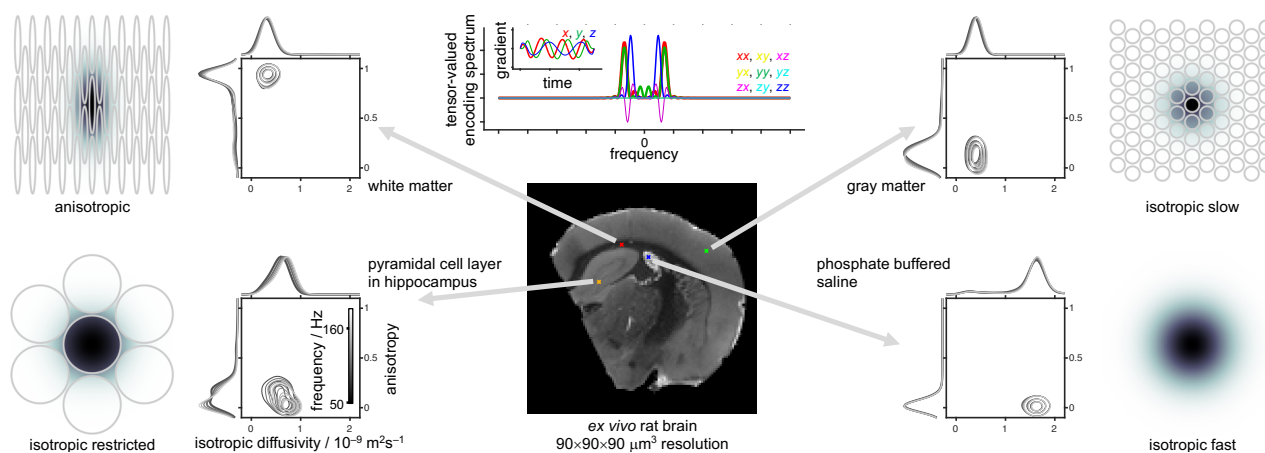 x, y, z
gradient
time
tensor-valued
encoding spectrum
xx, xy, xz
yx, yy, yz
zx, zy, zz
0
frequency
1
0.5
0
0 1 2
white matter
anisotropic
1
0.5
0
0 1 2
gray matter
isotropic slow
pyramidal cell layer
in hippocampus
1
0.5
0
anisotropy
frequency / Hz
160
50
0 1 2
isotropic diffusivity / 10⁻⁹ m²s⁻¹
isotropic restricted
ex vivo rat brain
90×90×90 μm³ resolution
phosphate buffered
saline
1
0.5
0
0 1 2
isotropic fast